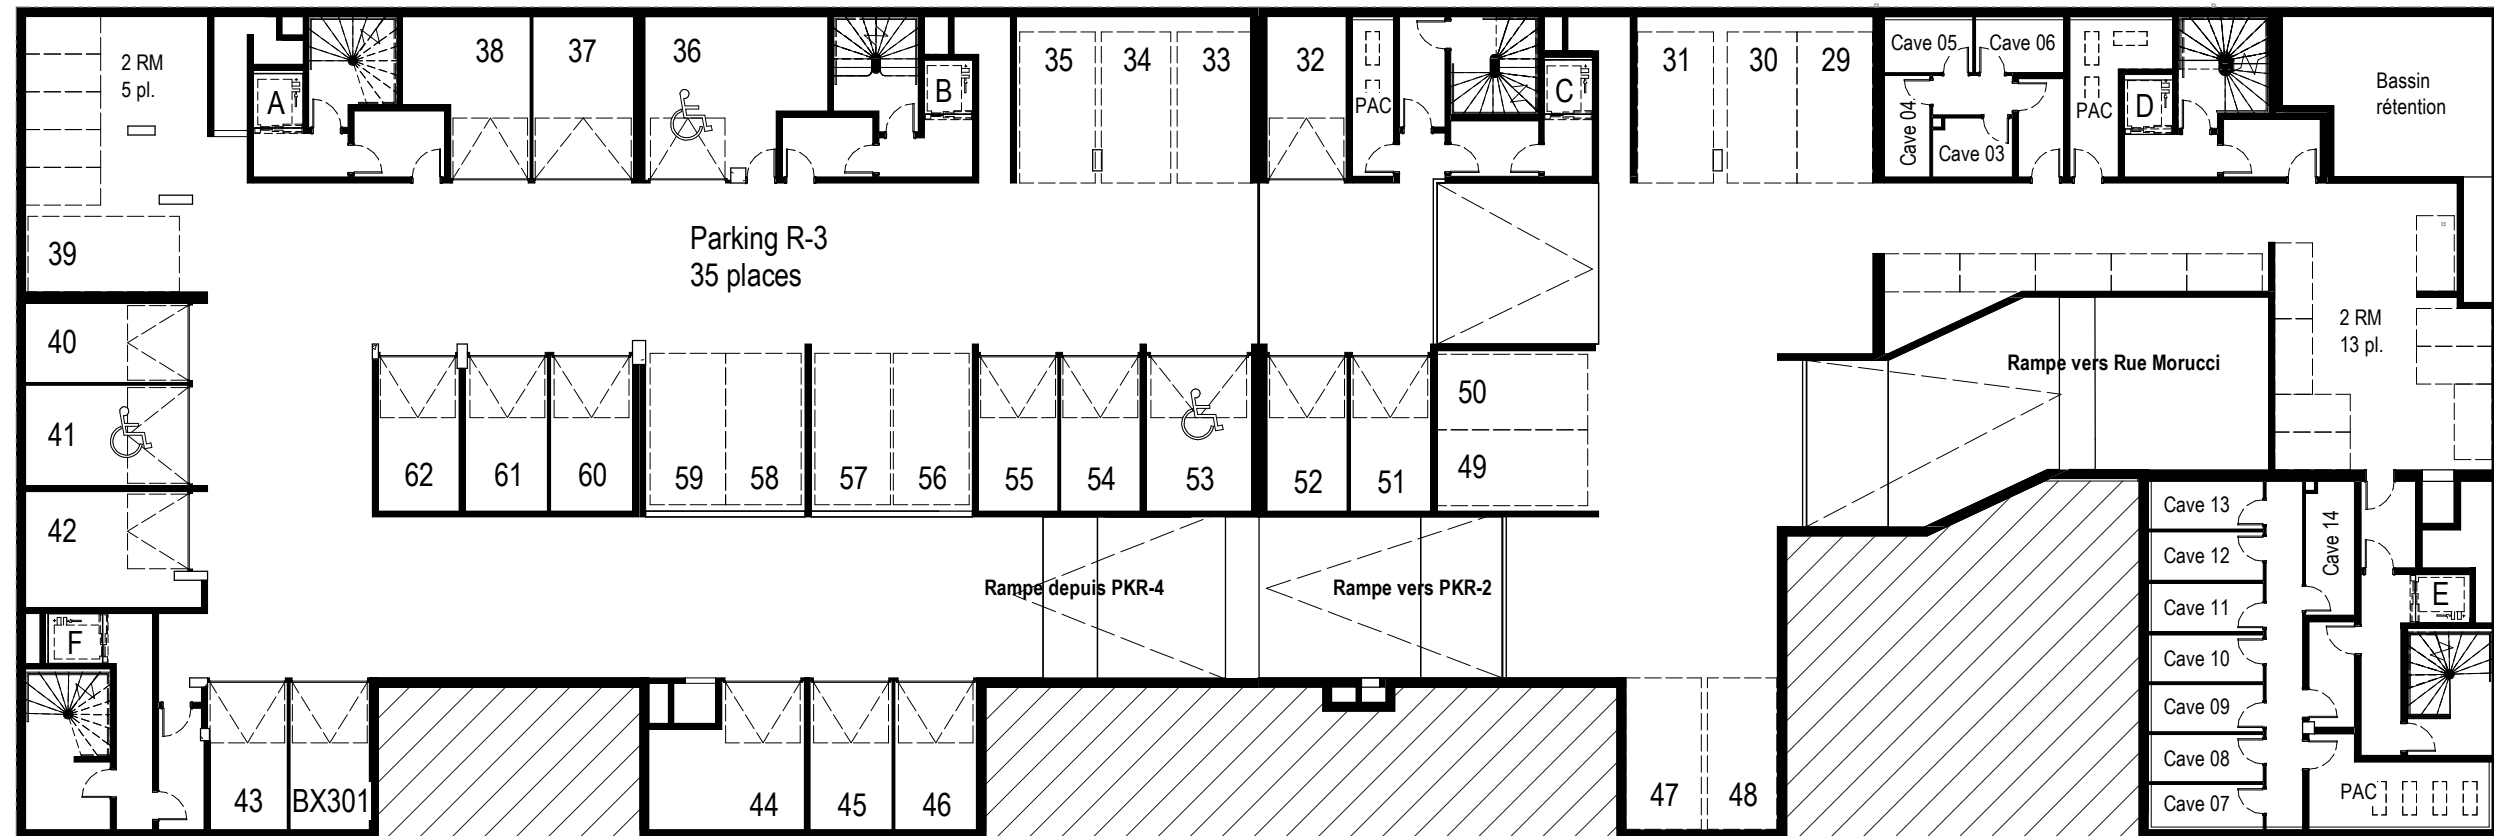 2 RM
5 pl.
A
38
37
36
B
35
34
33
32
PAC
C
31
30
29
Cave 05
Cave 06
Cave 04
Cave 03
PAC
D
Bassin
rétention
39
Parking R-3
35 places
40
41
42
62
61
60
59
58
57
56
55
54
53
52
51
50
49
Rampe vers Rue Morucci
2 RM
13 pl.
Rampe depuis PKR-4
Rampe vers PKR-2
Cave 13
Cave 12
Cave 11
Cave 10
Cave 09
Cave 08
Cave 07
Cave 14
E
PAC
F
43
BX301
44
45
46
47
48